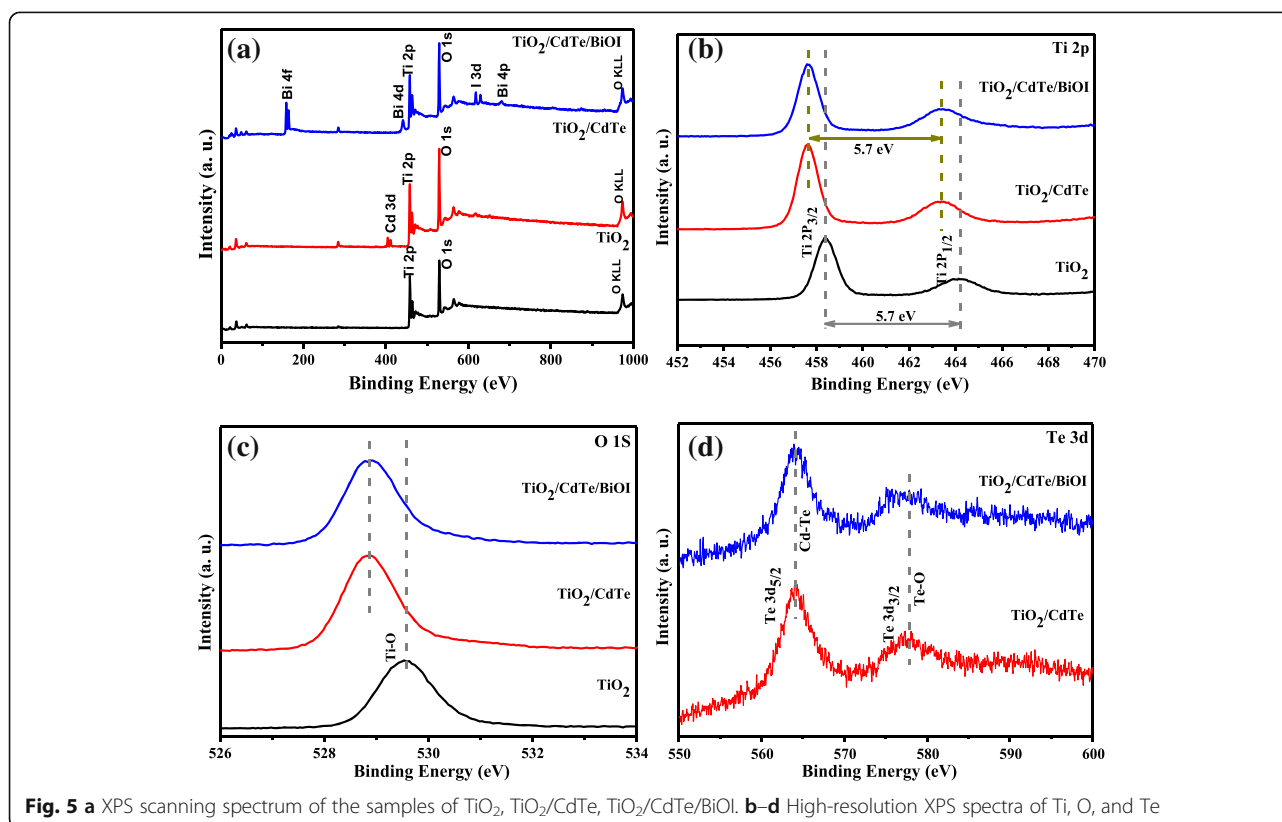 (a)
TiO₂/CdTe/BiOI
Bi 4f
Bi 4d
Ti 2p
O 1s
I 3d
Bi 4p
O KLL
TiO₂/CdTe
Cd 3d
Ti 2p
O 1s
O KLL
TiO₂
Ti 2p
O 1s
O KLL
Intensity (a. u.)
0 200 400 600 800 1000
Binding Energy (eV)
(b)
Ti 2p
TiO₂/CdTe/BiOI
5.7 eV
TiO₂/CdTe
Ti 2P3/2
Ti 2P1/2
TiO₂
5.7 eV
Intensity (a. u.)
452 454 456 458 460 462 464 466 468 470
Binding Energy (eV)
(c)
O 1S
TiO₂/CdTe/BiOI
TiO₂/CdTe
Ti-O
TiO₂
Intensity (a. u.)
526 528 530 532 534
Binding Energy (eV)
(d)
Te 3d
TiO₂/CdTe/BiOI
Cd-Te
Te 3d5/2
Te 3d3/2
Te-O
TiO₂/CdTe
Intensity (a. u.)
550 560 570 580 590 600
Binding Energy (eV)
Fig. 5 a XPS scanning spectrum of the samples of TiO₂, TiO₂/CdTe, TiO₂/CdTe/BiOI. b–d High-resolution XPS spectra of Ti, O, and Te